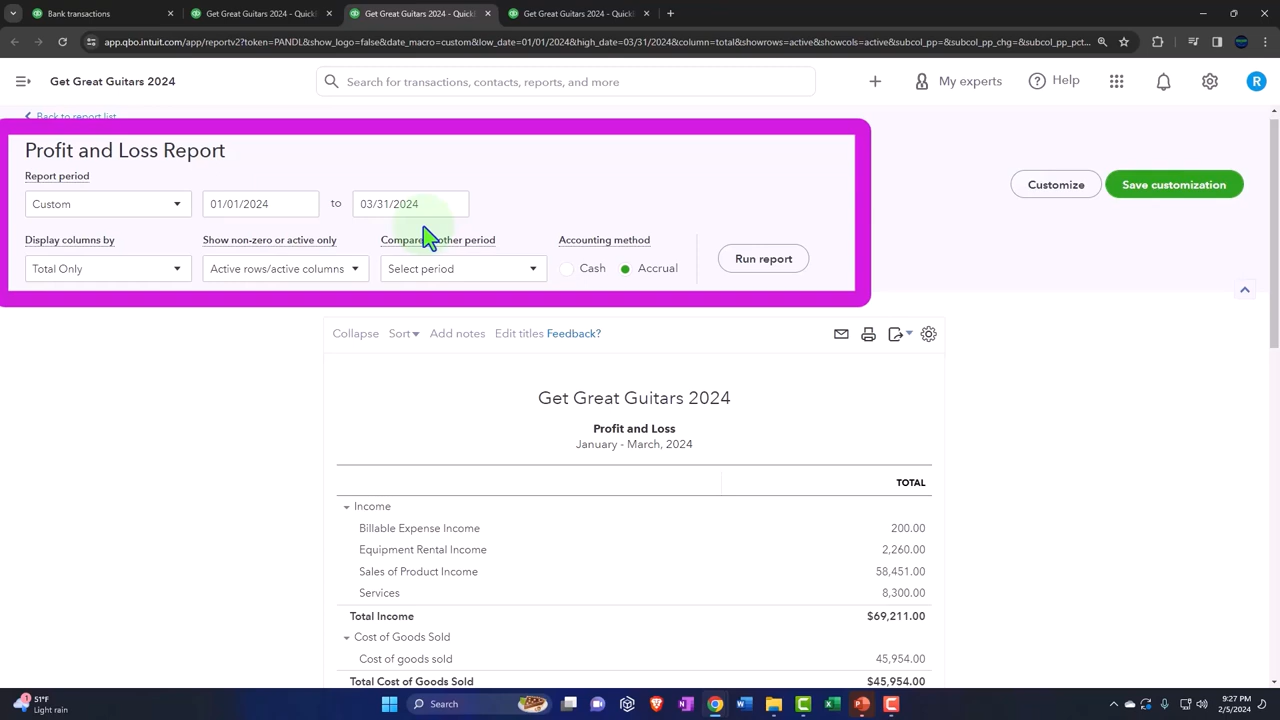 Bank transactions
Get Great Guitars 2024 - Quick
Get Great Guitars 2024 - Quick
Get Great Guitars 2024 - Quick
app.qbo.intuit.com/app/reportv2?token=PANDL&show_logo=false&date_macro=custom&low_date=01/01/2024&high_date=03/31/2024&column=total&showrows=active&showcols=active&subcol_pp=&subcol_pp_chg=&subcol_pp_pct...
Get Great Guitars 2024
Search for transactions, contacts, reports, and more
My experts
Help
R
Back to report list
Profit and Loss Report
Report period
Custom
01/01/2024
to
03/31/2024
Customize
Save customization
Display columns by
Show non-zero or active only
Accounting method
Total Only
Active rows/active columns
Select period
Cash
Accrual
Run report
Collapse
Sort
Add notes
Edit titles
Feedback?
Get Great Guitars 2024
Profit and Loss
January - March, 2024
TOTAL
Income
Billable Expense Income 200.00
Equipment Rental Income 2,260.00
Sales of Product Income 58,451.00
Services 8,300.00
Total Income $69,211.00
Cost of Goods Sold
Cost of goods sold 45,954.00
Total Cost of Goods Sold $45,954.00
1
51°F
Light rain
Search
9:27 PM
2/5/2024